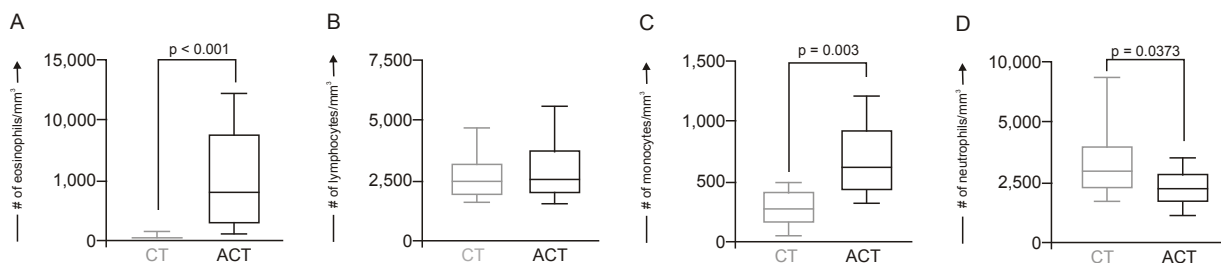 A
# of eosinophils/mm³
15,000
10,000
1,000
0
p < 0.001
CT
ACT
B
# of lymphocytes/mm³
7,500
5,000
2,500
0
CT
ACT
C
# of monocytes/mm³
1,500
1,000
500
0
p = 0.003
CT
ACT
D
# of neutrophils/mm³
10,000
5,000
2,500
0
p = 0.0373
CT
ACT